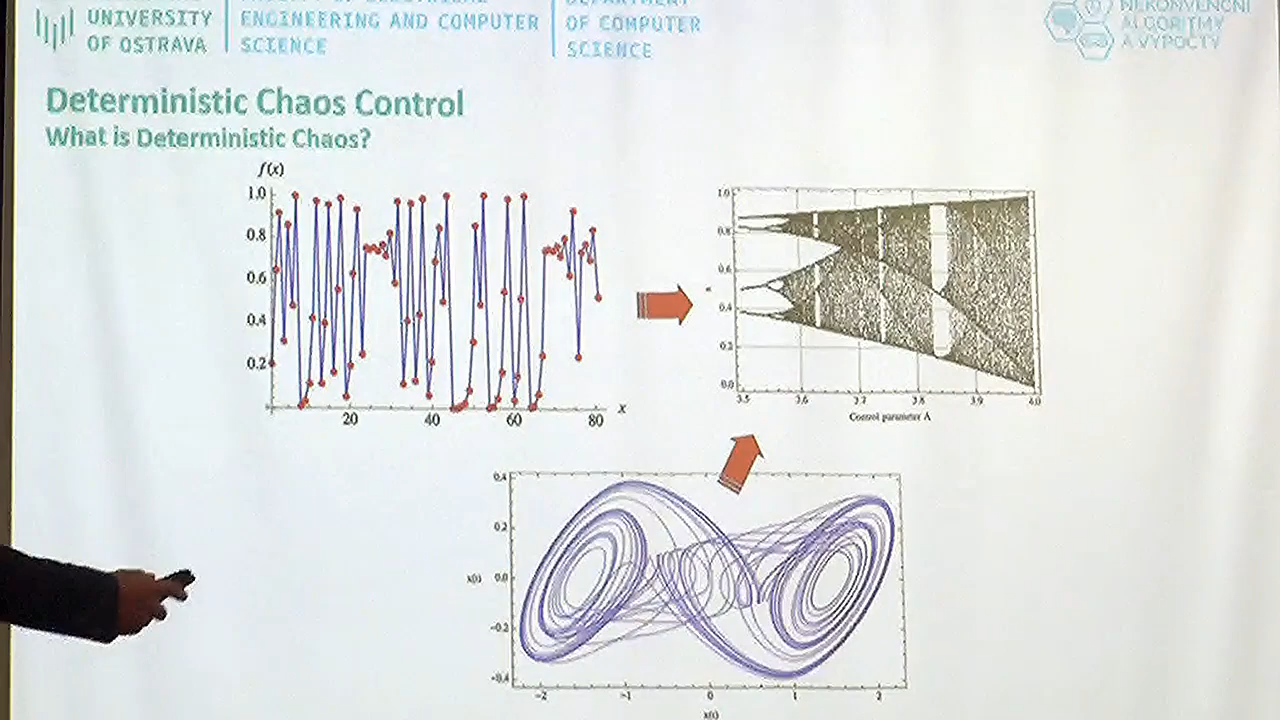 UNIVERSITY
OF OSTRAVA
ENGINEERING AND COMPUTER
SCIENCE
DEPARTMENT
OF COMPUTER
SCIENCE
NEKONVENČNÍ
ALGORITMY
A VÝPOČTY
Deterministic Chaos Control
What is Deterministic Chaos?
f(x)
1.0
0.8
0.6
0.4
0.2
20
40
60
80
x
1.0
0.8
0.6
0.4
0.2
0.0
3.5
3.6
3.7
3.8
3.9
4.0
Control parameter A
0.4
0.2
0.0
-0.2
-0.4
-2
-1
0
1
2
x(t)